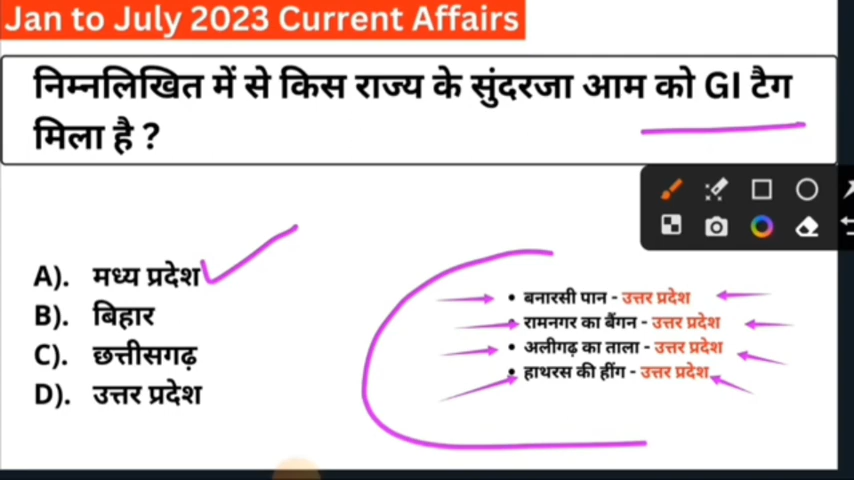 Jan to July 2023 Current Affairs
निम्नलिखित में से किस राज्य के सुंदरजा आम को GI टैग
मिला है ?
A). मध्य प्रदेश
B). बिहार
C). छत्तीसगढ़
D). उत्तर प्रदेश
• बनारसी पान - उत्तर प्रदेश
• रामनगर का बैंगन - उत्तर प्रदेश
• अलीगढ़ का ताला - उत्तर प्रदेश
• हाथरस की हींग - उत्तर प्रदेश